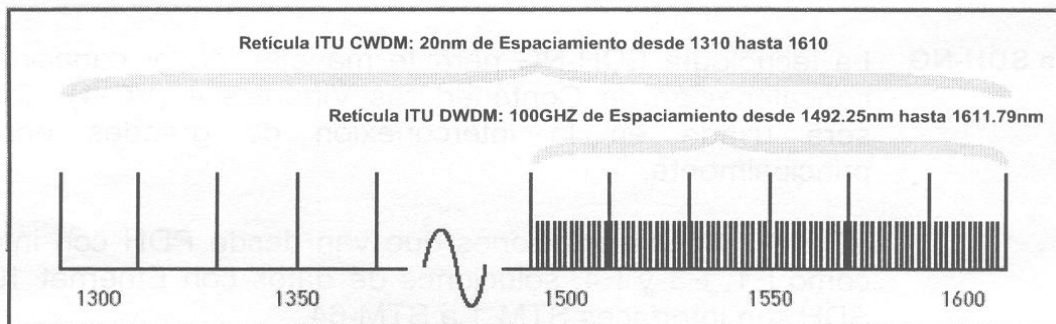 Retícula ITU CWDM: 20nm de Espaciamiento desde 1310 hasta 1610
Retícula ITU DWDM: 100GHZ de Espaciamiento desde 1492.25nm hasta 1611.79nm
1300 1350 1500 1550 1600